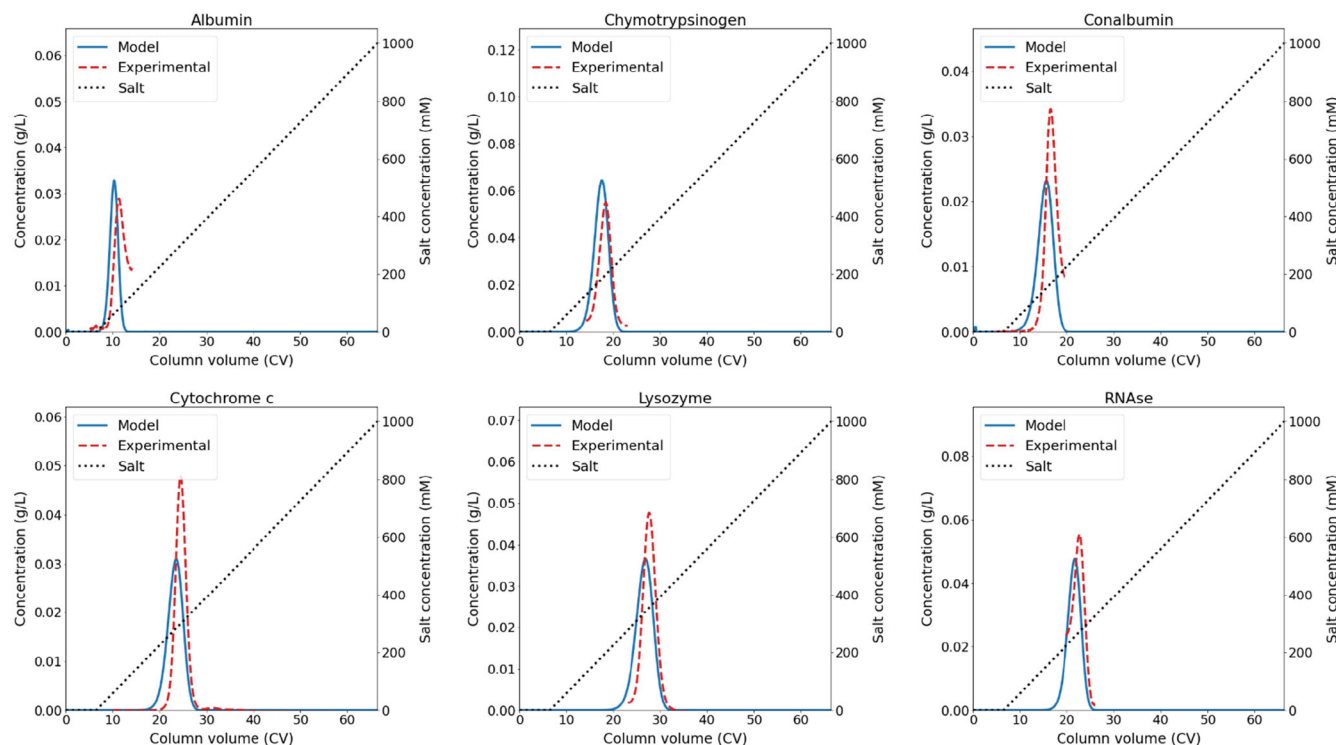 Albumin
Model
Experimental
Salt
0.06
0.05
0.04
0.03
0.02
0.01
0.00
Concentration (g/L)
1000
800
600
400
200
0
Salt concentration (mM)
0 10 20 30 40 50 60
Column volume (CV)
Chymotrypsinogen
Model
Experimental
Salt
0.12
0.10
0.08
0.06
0.04
0.02
0.00
Concentration (g/L)
1000
800
600
400
200
0
Salt concentration (mM)
0 10 20 30 40 50 60
Column volume (CV)
Conalbumin
Model
Experimental
Salt
0.04
0.03
0.02
0.01
0.00
Concentration (g/L)
1000
800
600
400
200
0
Salt concentration (mM)
0 10 20 30 40 50 60
Column volume (CV)
Cytochrome c
Model
Experimental
Salt
0.06
0.05
0.04
0.03
0.02
0.01
0.00
Concentration (g/L)
1000
800
600
400
200
0
Salt concentration (mM)
0 10 20 30 40 50 60
Column volume (CV)
Lysozyme
Model
Experimental
Salt
0.07
0.06
0.05
0.04
0.03
0.02
0.01
0.00
Concentration (g/L)
1000
800
600
400
200
0
Salt concentration (mM)
0 10 20 30 40 50 60
Column volume (CV)
RNAse
Model
Experimental
Salt
0.08
0.06
0.04
0.02
0.00
Concentration (g/L)
1000
800
600
400
200
0
Salt concentration (mM)
0 10 20 30 40 50 60
Column volume (CV)